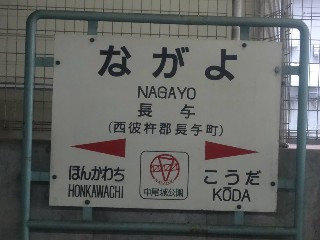 ながよ
NAGAYO
長与
(西彼杵郡長与町)
ほんかわち
HONKAWACHI
中尾城公園
こうだ
KŌDA